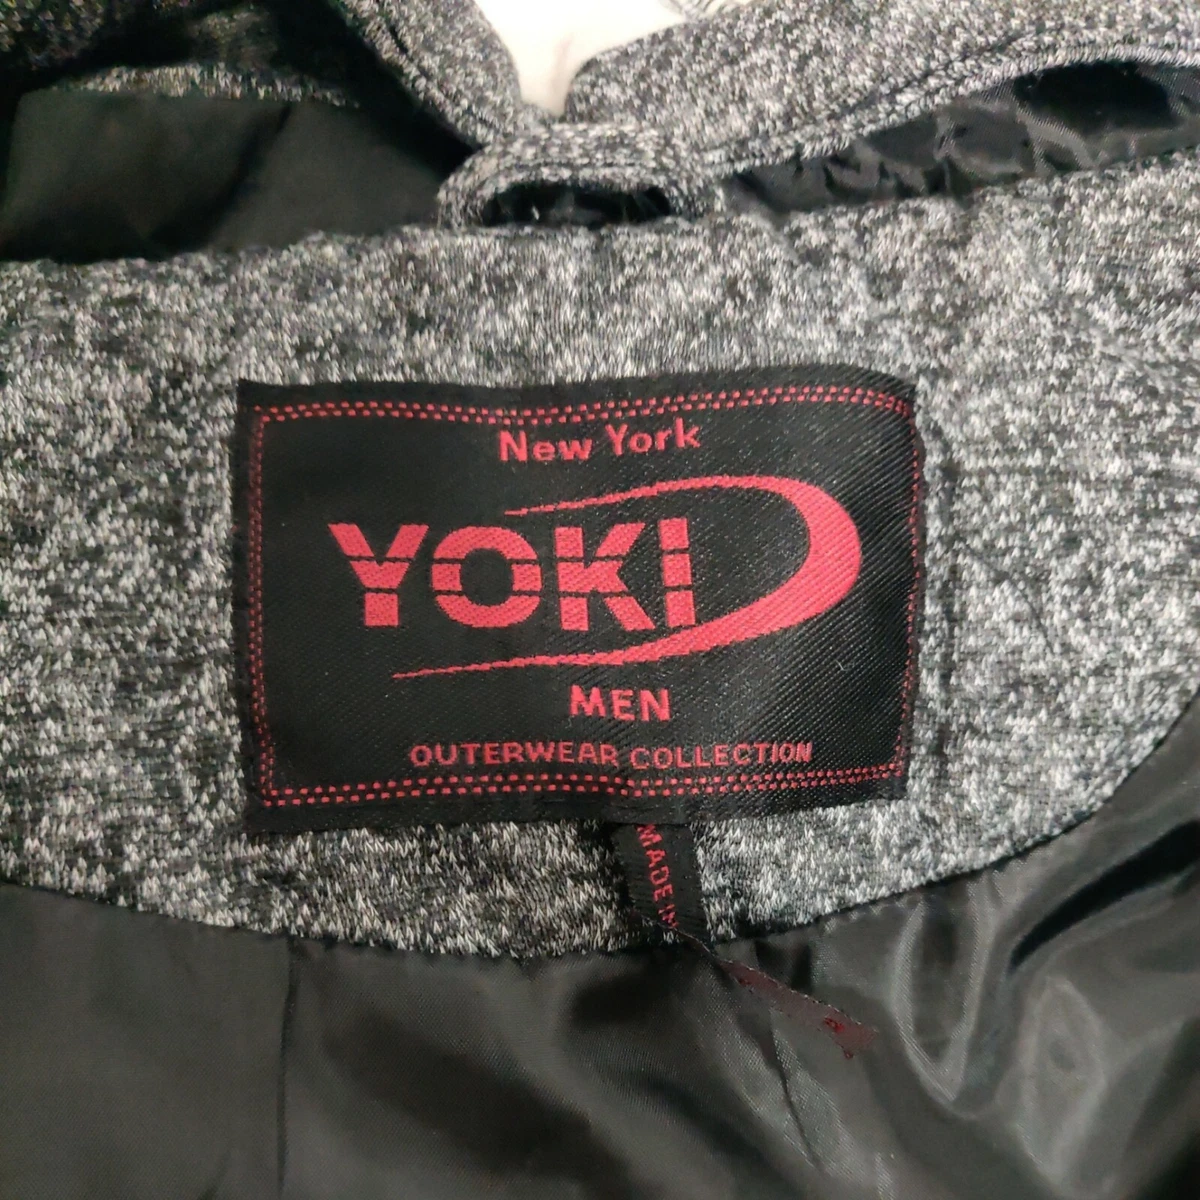 New York
YOKI
MEN
OUTERWEAR COLLECTION
MADE IN